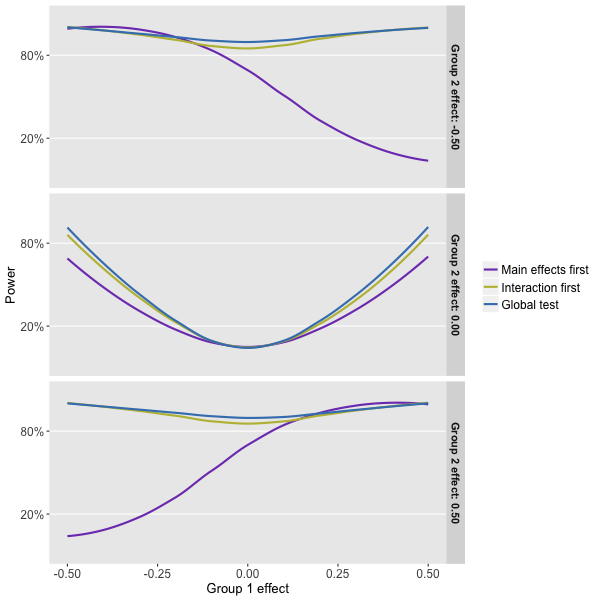 80%
20%
Group 2 effect: -0.50
80%
20%
Group 2 effect: 0.00
80%
20%
Group 2 effect: 0.50
-0.50 -0.25 0.00 0.25 0.50
Group 1 effect
Power
Main effects first
Interaction first
Global test